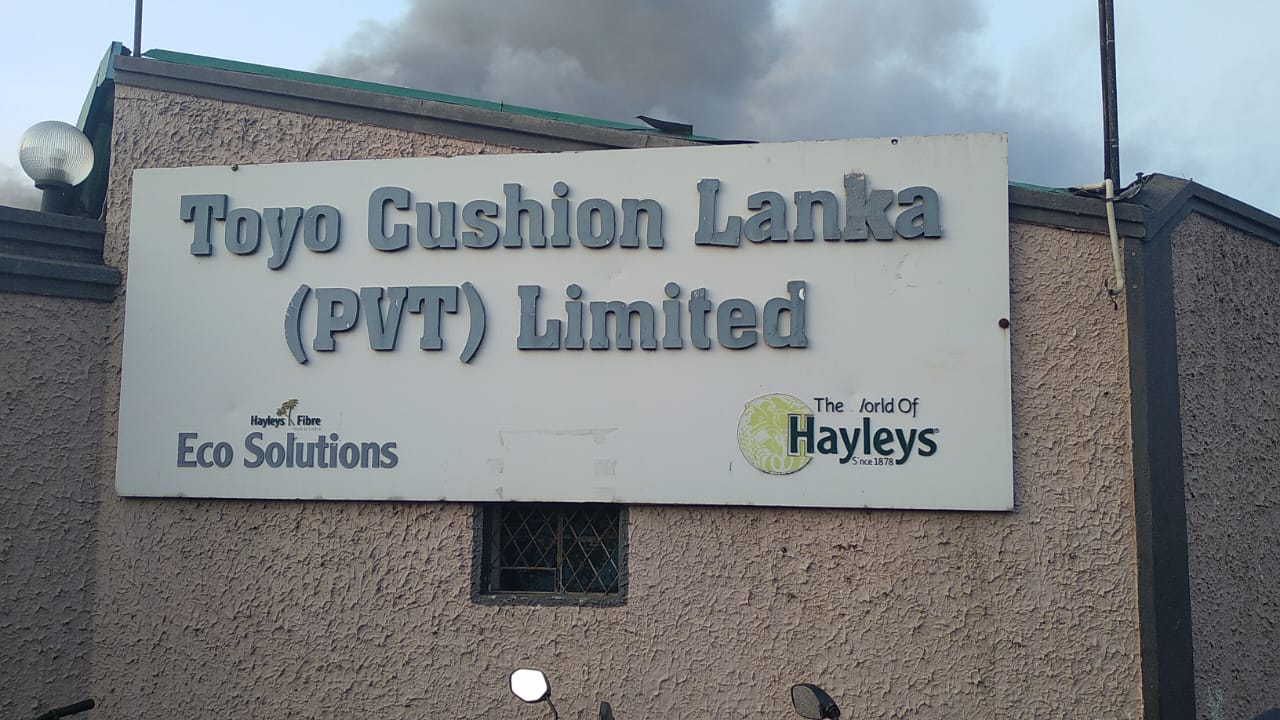 Toyo Cushion Lanka
(PVT) Limited
Hayleys Fibre
Eco Solutions
The orld Of
Hayleys
Since 1878